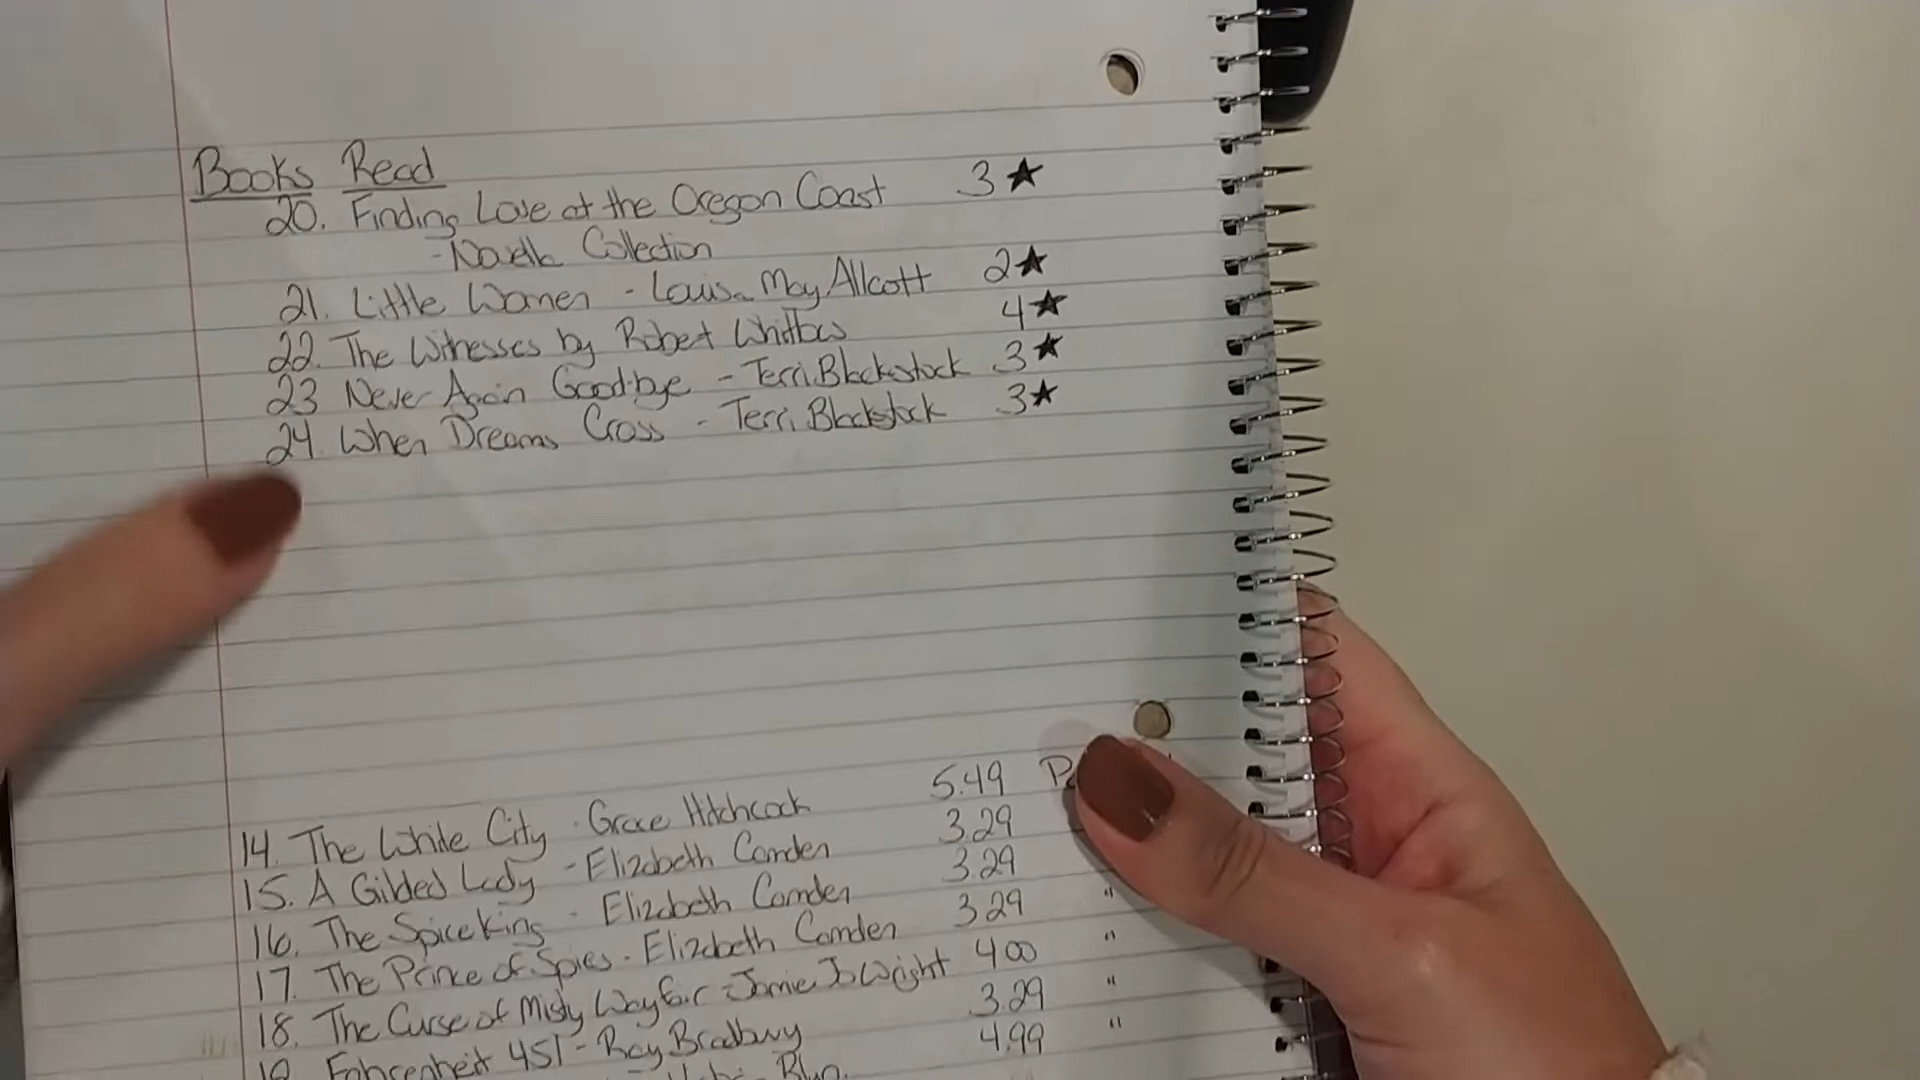 Books Read
20. Finding Love at the Oregon Coast 3★
- Novella Collection
21. Little Women - Louisa May Allcott 2★
22. The Witnesses by Robert Whitlow 4★
23 Never Again Good-bye - Terri Blackstock 3★
24. When Dreams Cross - Terri Blackstock 3★
14. The White City - Grace Hitchcock 5.49
15. A Gilded Lady - Elizabeth Camden 3.29
16. The Spice King - Elizabeth Camden 3.29
17. The Prince of Spies - Elizabeth Camden 3.29 "
18. The Curse of Misty Wayfair - Jamie Jo Wright 4.00 "
19. Fahrenheit 451 - Ray Bradbury 3.29 "
4.99 "